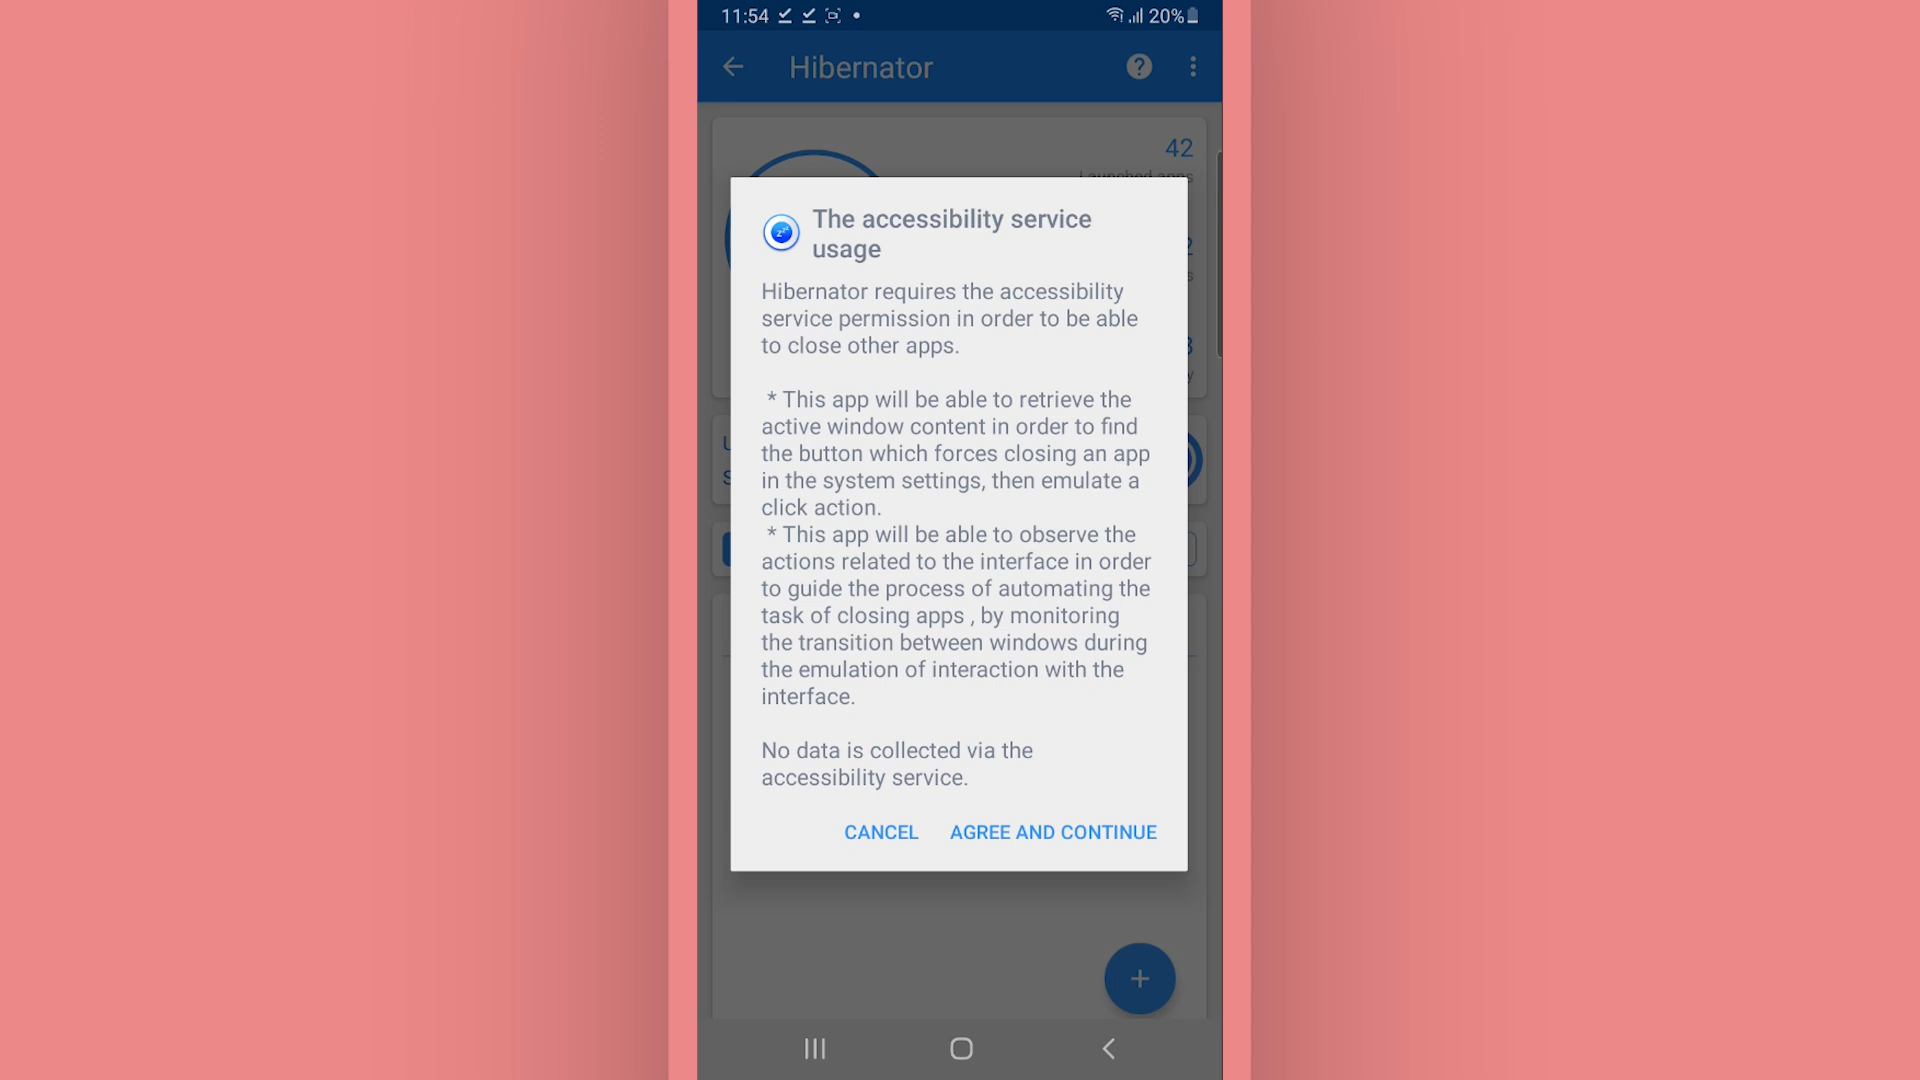 11:54
20%
Hibernator
42
Launched apps
The accessibility service
usage
Hibernator requires the accessibility
service permission in order to be able
to close other apps.
* This app will be able to retrieve the
active window content in order to find
the button which forces closing an app
in the system settings, then emulate a
click action.
* This app will be able to observe the
actions related to the interface in order
to guide the process of automating the
task of closing apps , by monitoring
the transition between windows during
the emulation of interaction with the
interface.
No data is collected via the
accessibility service.
CANCEL AGREE AND CONTINUE